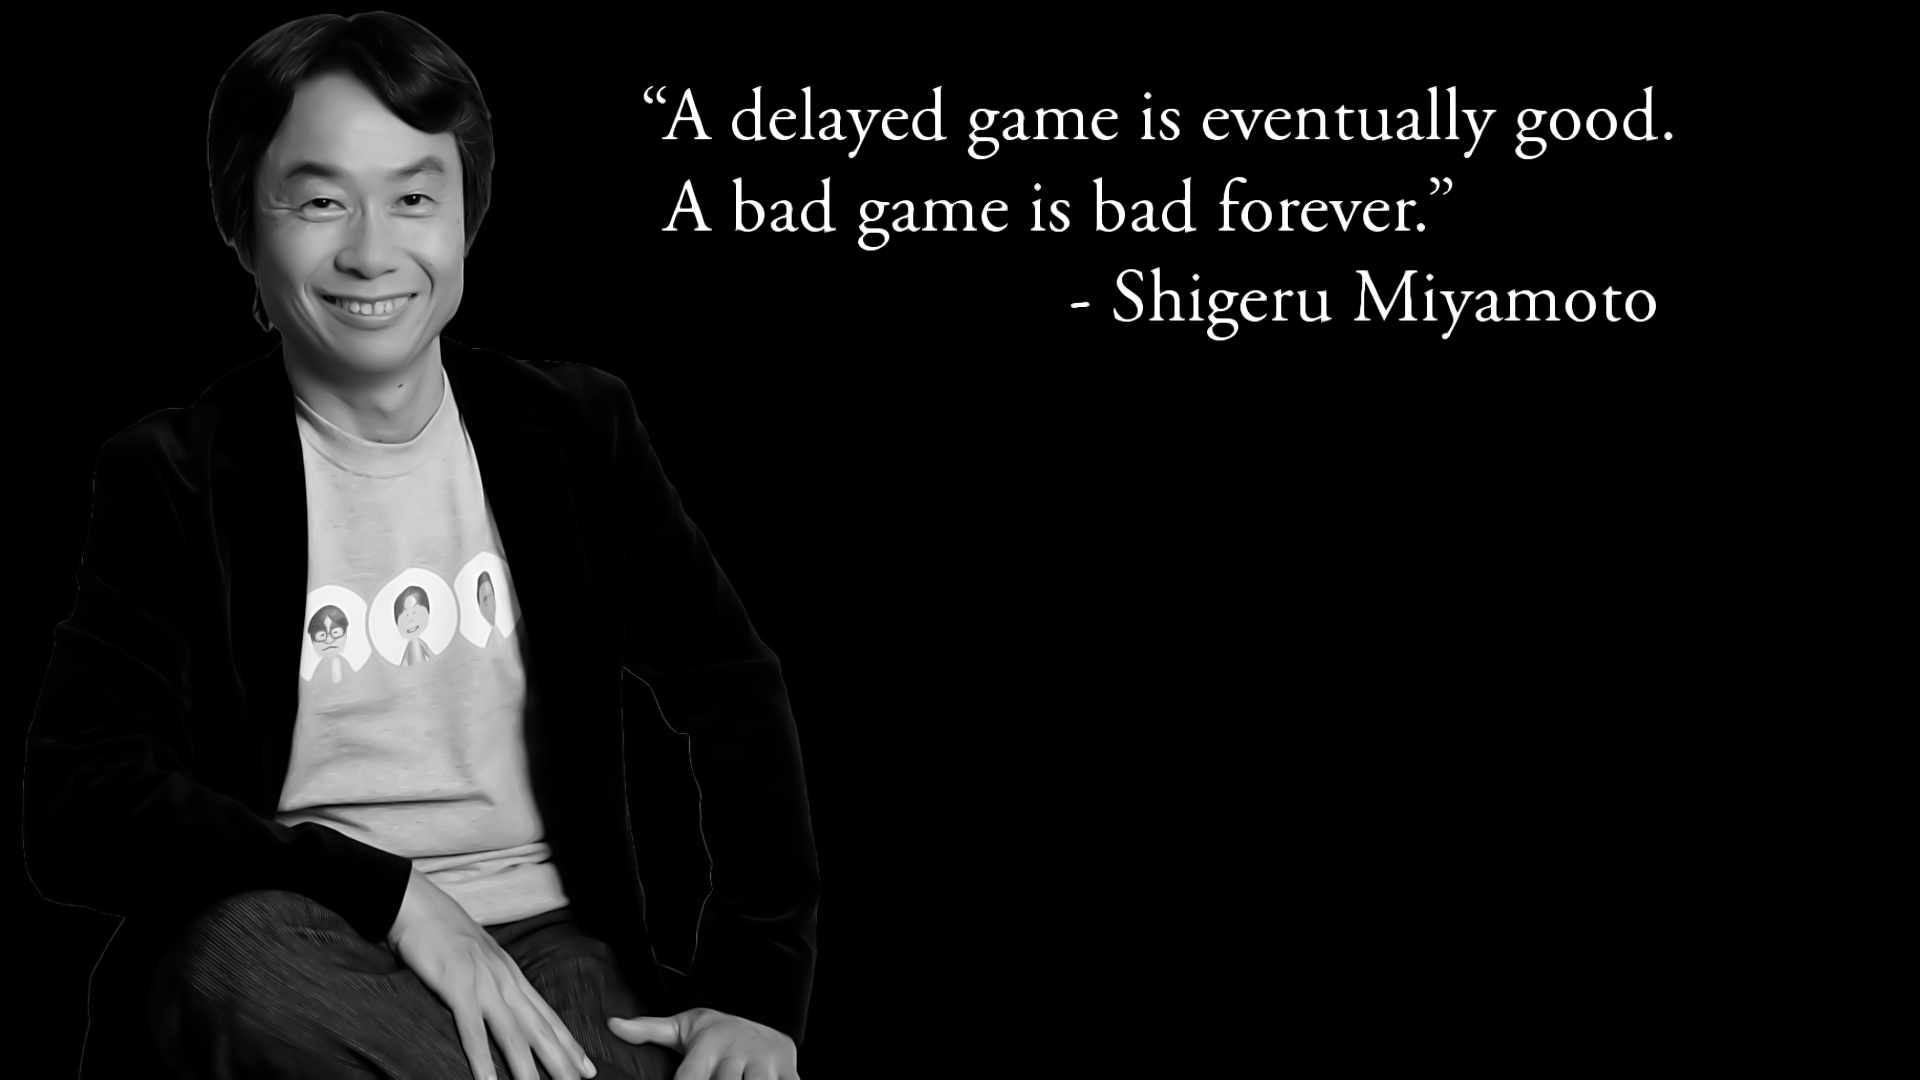 “A delayed game is eventually good.
A bad game is bad forever.”
- Shigeru Miyamoto